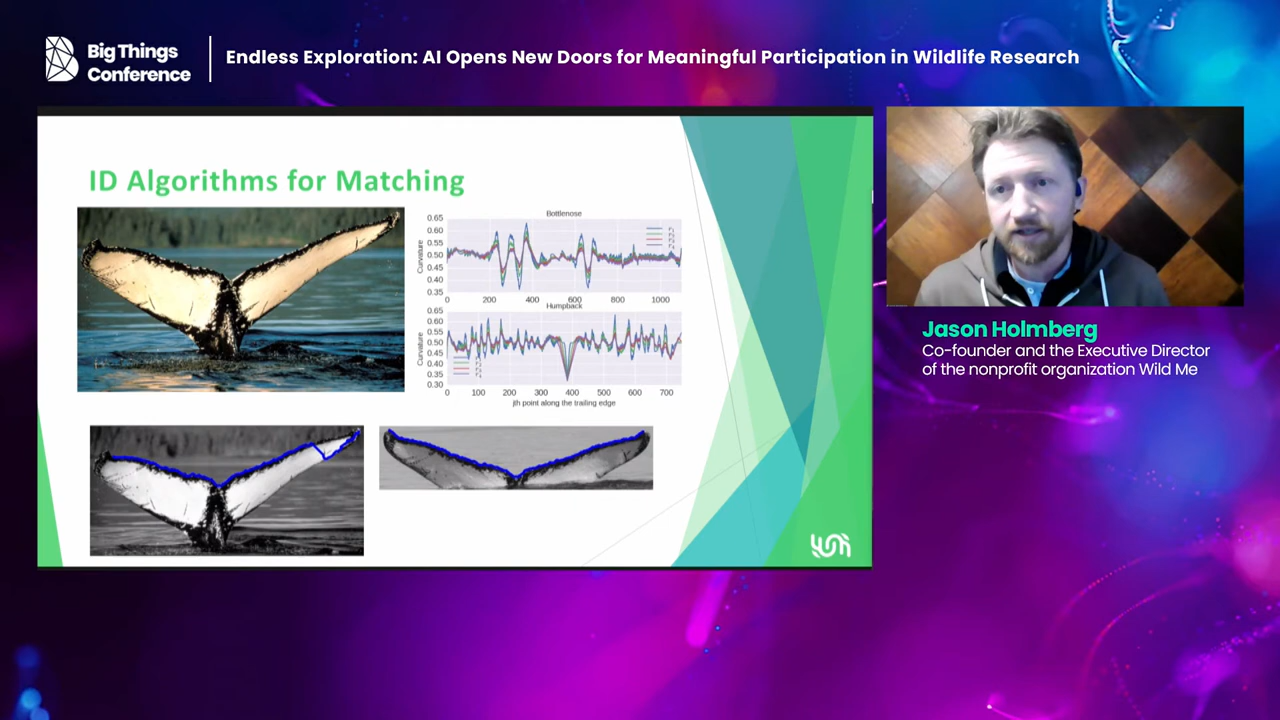 Big Things
Conference
Endless Exploration: AI Opens New Doors for Meaningful Participation in Wildlife Research
ID Algorithms for Matching
Bottlenose
Curvature
0.65
0.60
0.55
0.50
0.45
0.40
0.35
0 200 400 600 800 1000
Humpback
Curvature
0.65
0.60
0.55
0.50
0.45
0.40
0.35
0.30
0 100 200 300 400 500 600 700
jth point along the trailing edge
Jason Holmberg
Co-founder and the Executive Director
of the nonprofit organization Wild Me